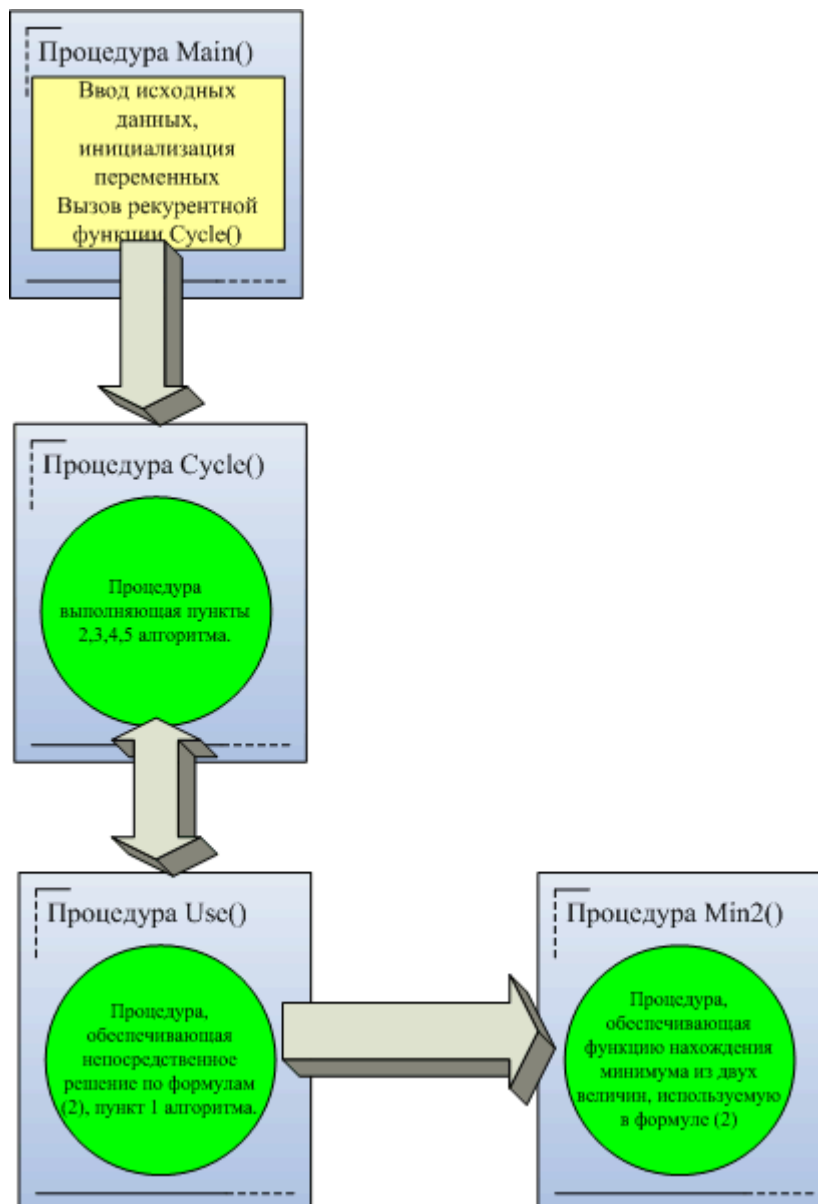 Процедура Main()
Ввод исходных
данных,
инициализация
переменных
Вызов рекурентной
функции Cycle()
Процедура Cycle()
Процедура
выполняющая пункты
2,3,4,5 алгоритма.
Процедура Use()
Процедура,
обеспечивающая
непосредственное
решение по формулам
(2), пункт 1 алгоритма.
Процедура Min2()
Процедура,
обеспечивающая
функцию нахождения
минимума из двух
величин, используемую
в формуле (2)